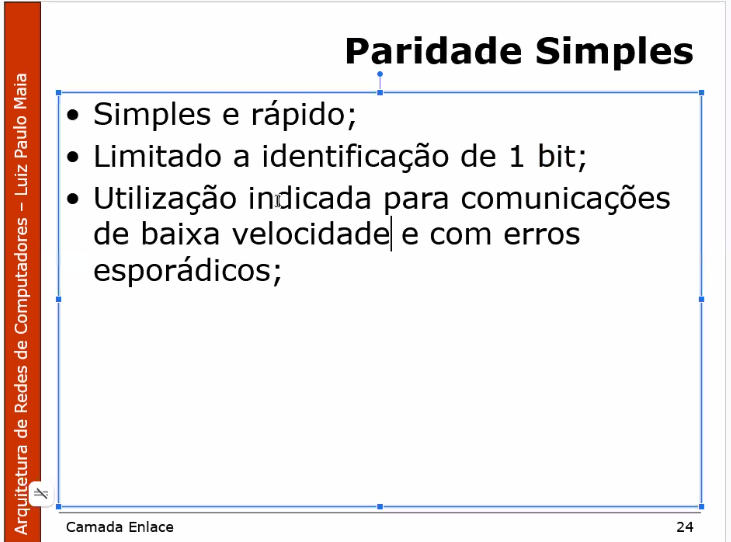 Paridade Simples
• Simples e rápido;
• Limitado a identificação de 1 bit;
• Utilização indicada para comunicações
de baixa velocidade e com erros
esporádicos;
Arquitetura de Redes de Computadores – Luiz Paulo Maia
Camada Enlace
24